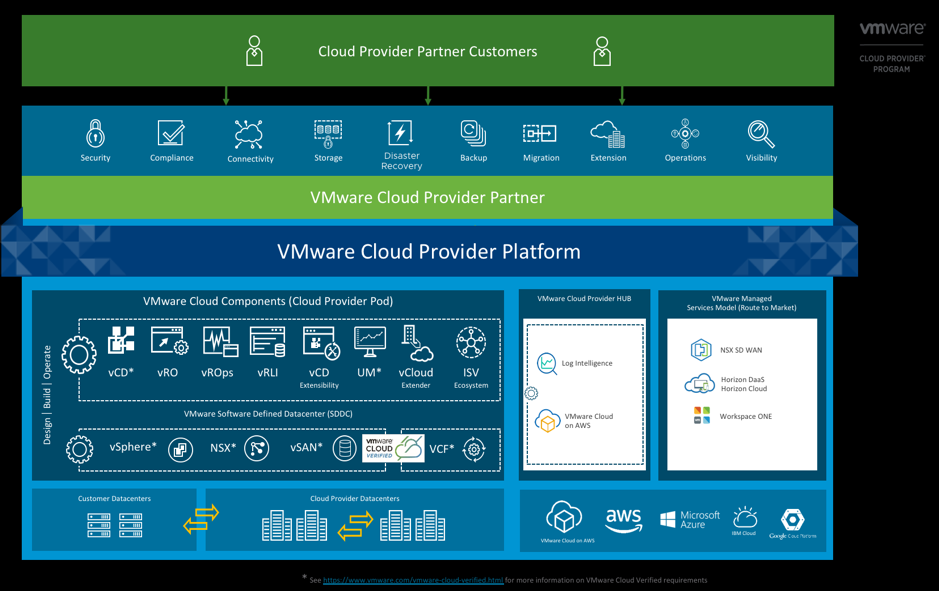 Cloud Provider Partner Customers
vmware®
CLOUD PROVIDER™
PROGRAM
Security
Compliance
Connectivity
Storage
Disaster
Recovery
Backup
Migration
Extension
Operations
Visibility
VMware Cloud Provider Partner
VMware Cloud Provider Platform
VMware Cloud Components (Cloud Provider Pod)
Design | Build | Operate
vCD*
vRO
vROps
vRLI
vCD
Extensibility
UM*
vCloud
Extender
ISV
Ecosystem
VMware Software Defined Datacenter (SDDC)
vSphere*
NSX*
vSAN*
vmware
CLOUD
VERIFIED
VCF*
VMware Cloud Provider HUB
Log Intelligence
VMware Cloud
on AWS
VMware Managed
Services Model (Route to Market)
NSX SD WAN
Horizon DaaS
Horizon Cloud
Workspace ONE
Customer Datacenters
Cloud Provider Datacenters
VMware Cloud on AWS
aws
Microsoft
Azure
IBM Cloud
Google Cloud Platform
* See https://www.vmware.com/vmware-cloud-verified.html for more information on VMware Cloud Verified requirements